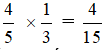 4/5 × 1/3 = 4/15